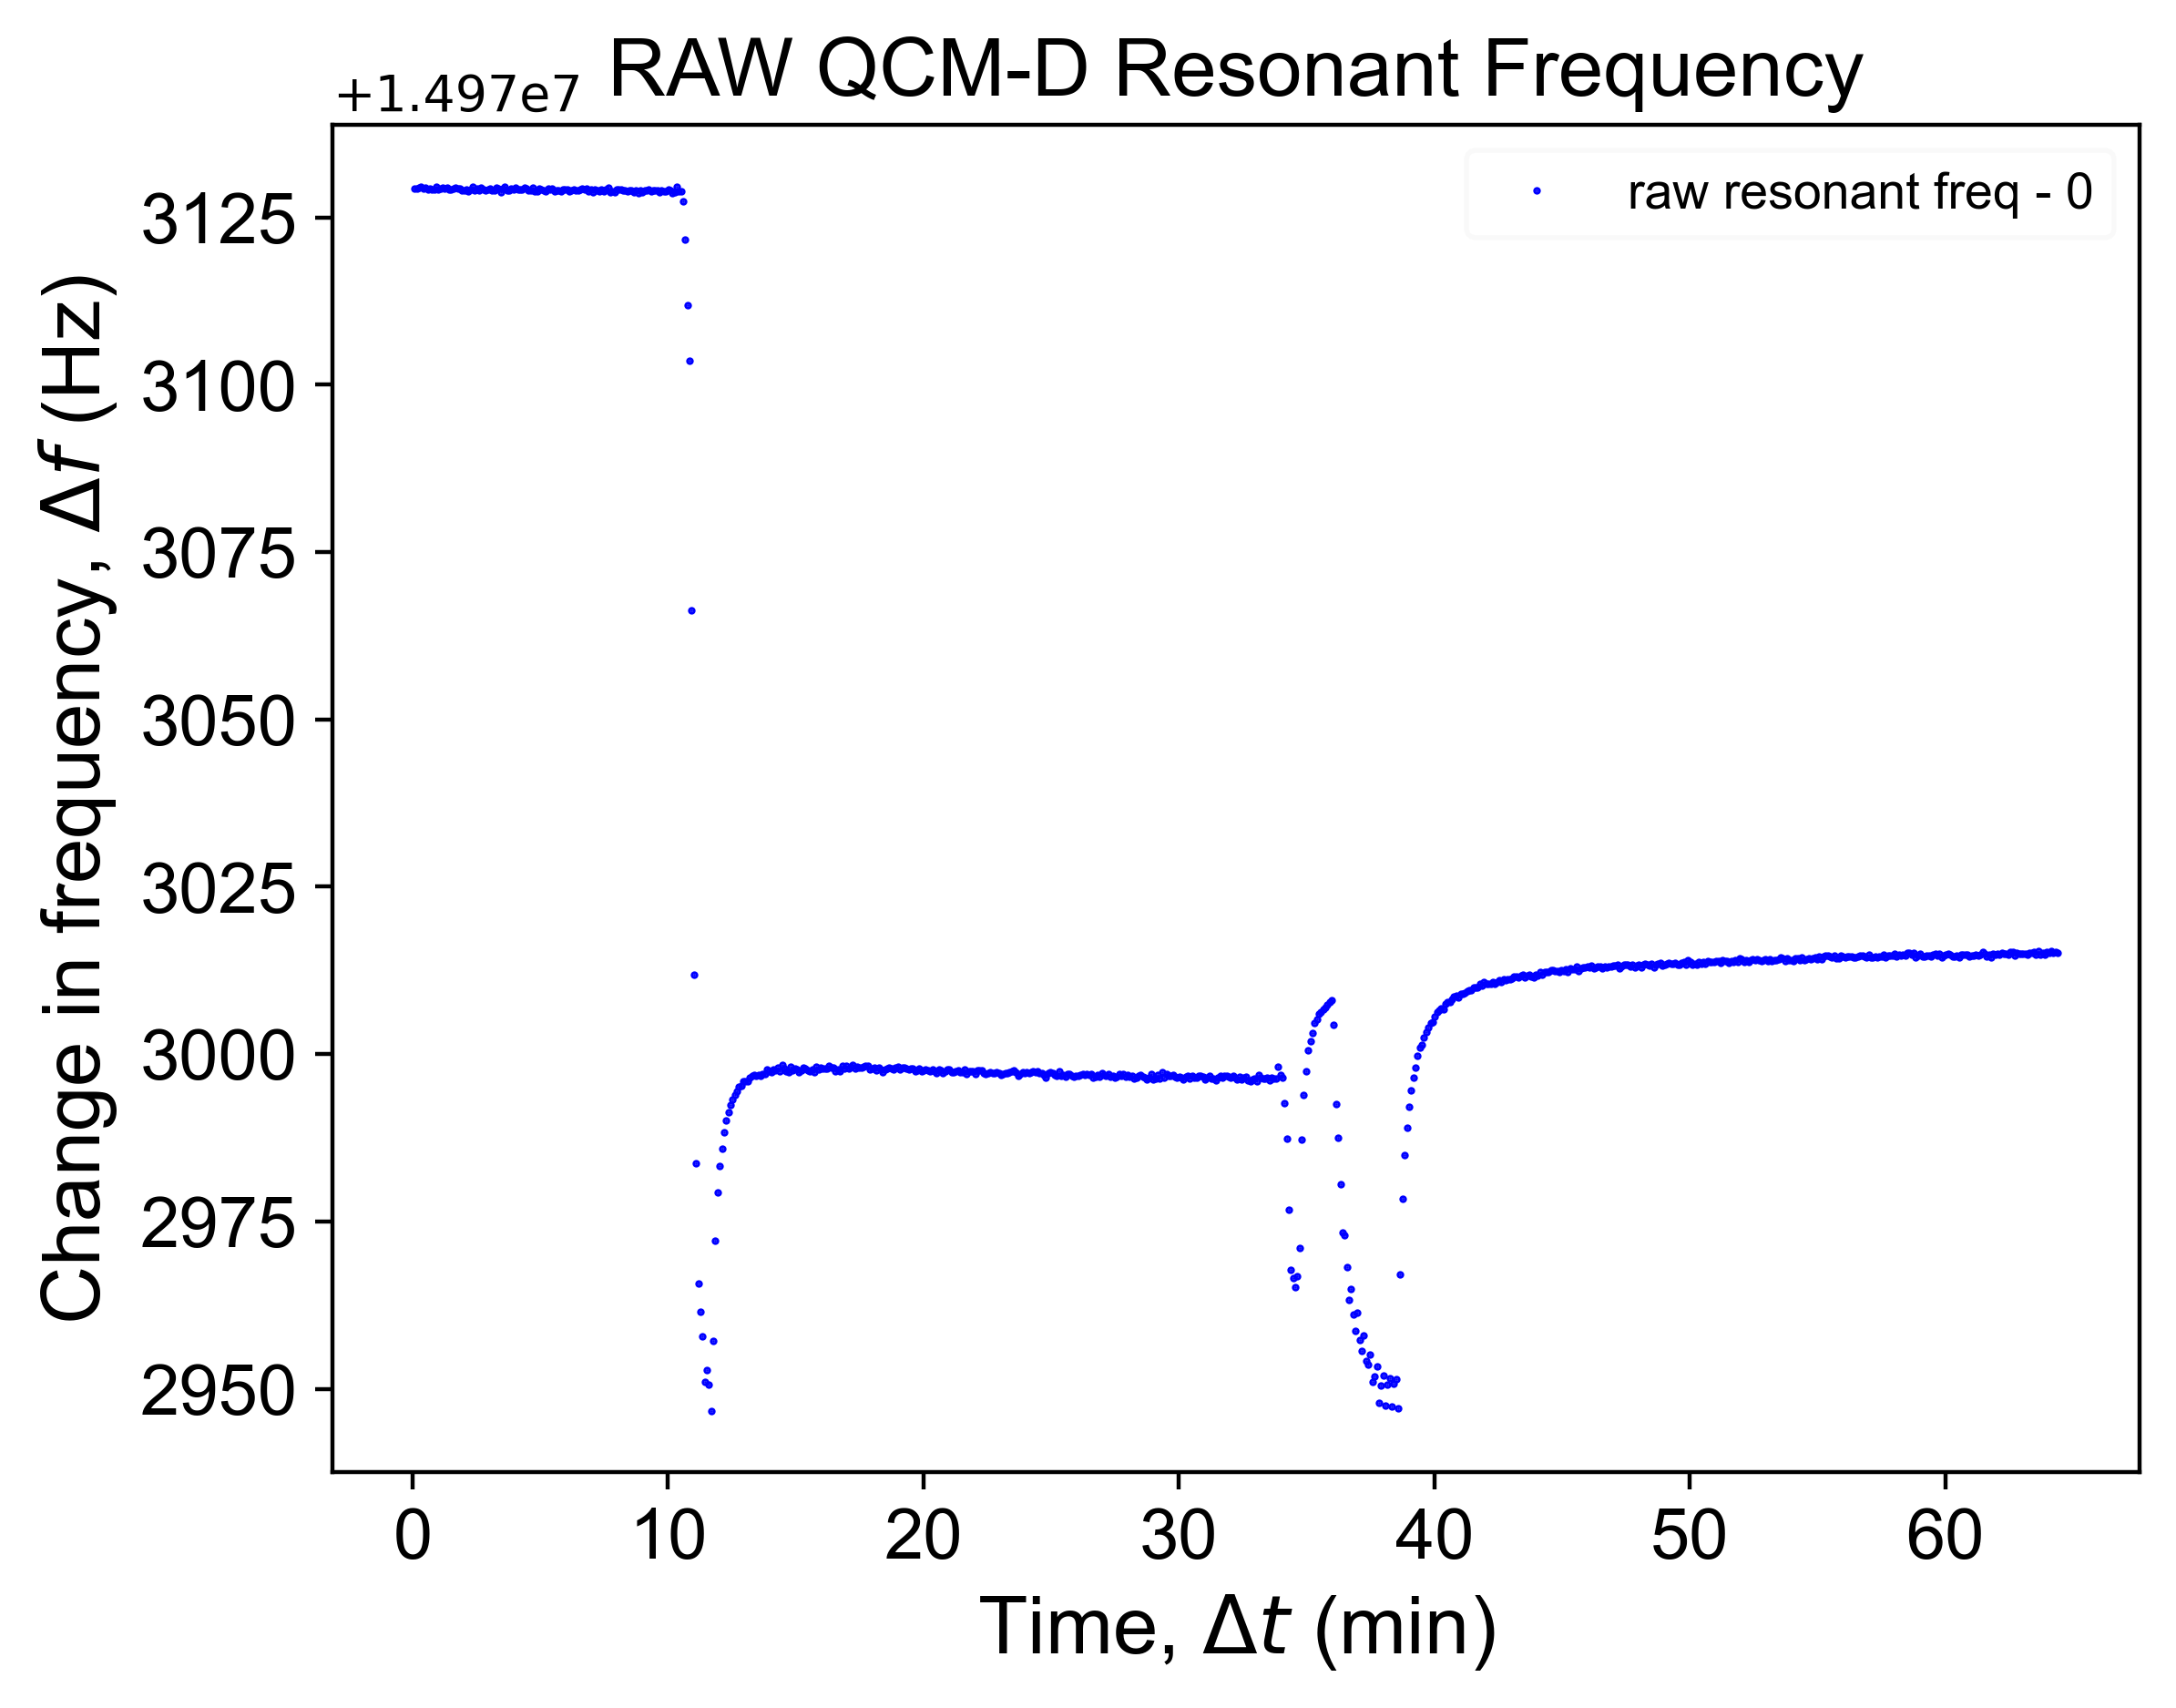 RAW QCM-D Resonant Frequency
+1.497e7
raw resonant freq - 0
Change in frequency, Δf (Hz)
3125
3100
3075
3050
3025
3000
2975
2950
0 10 20 30 40 50 60
Time, Δt (min)